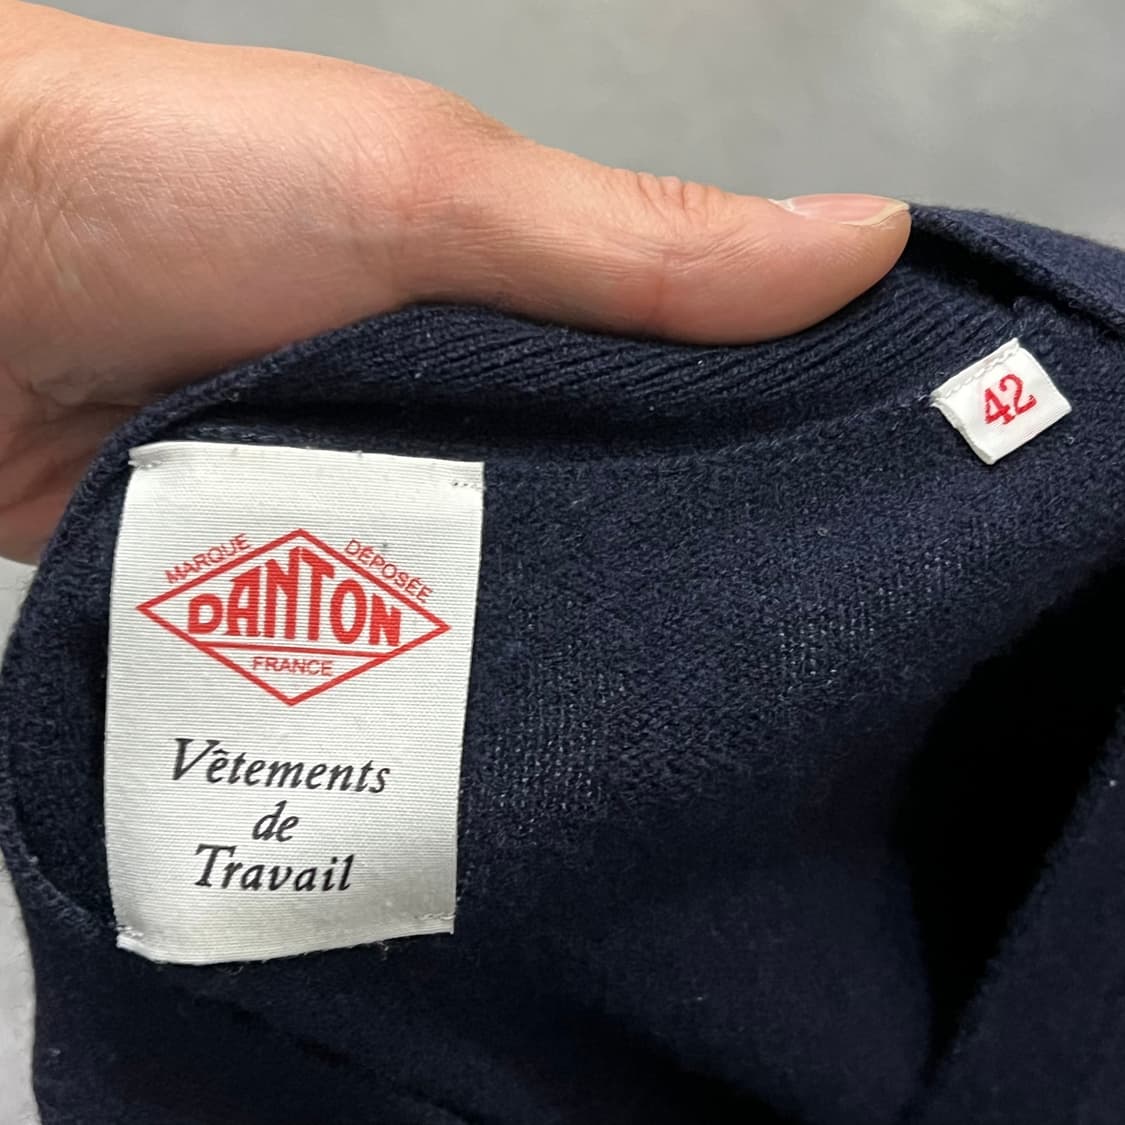 42
MARQUE DÉPOSÉE
DANTON
FRANCE
Vêtements
de
Travail